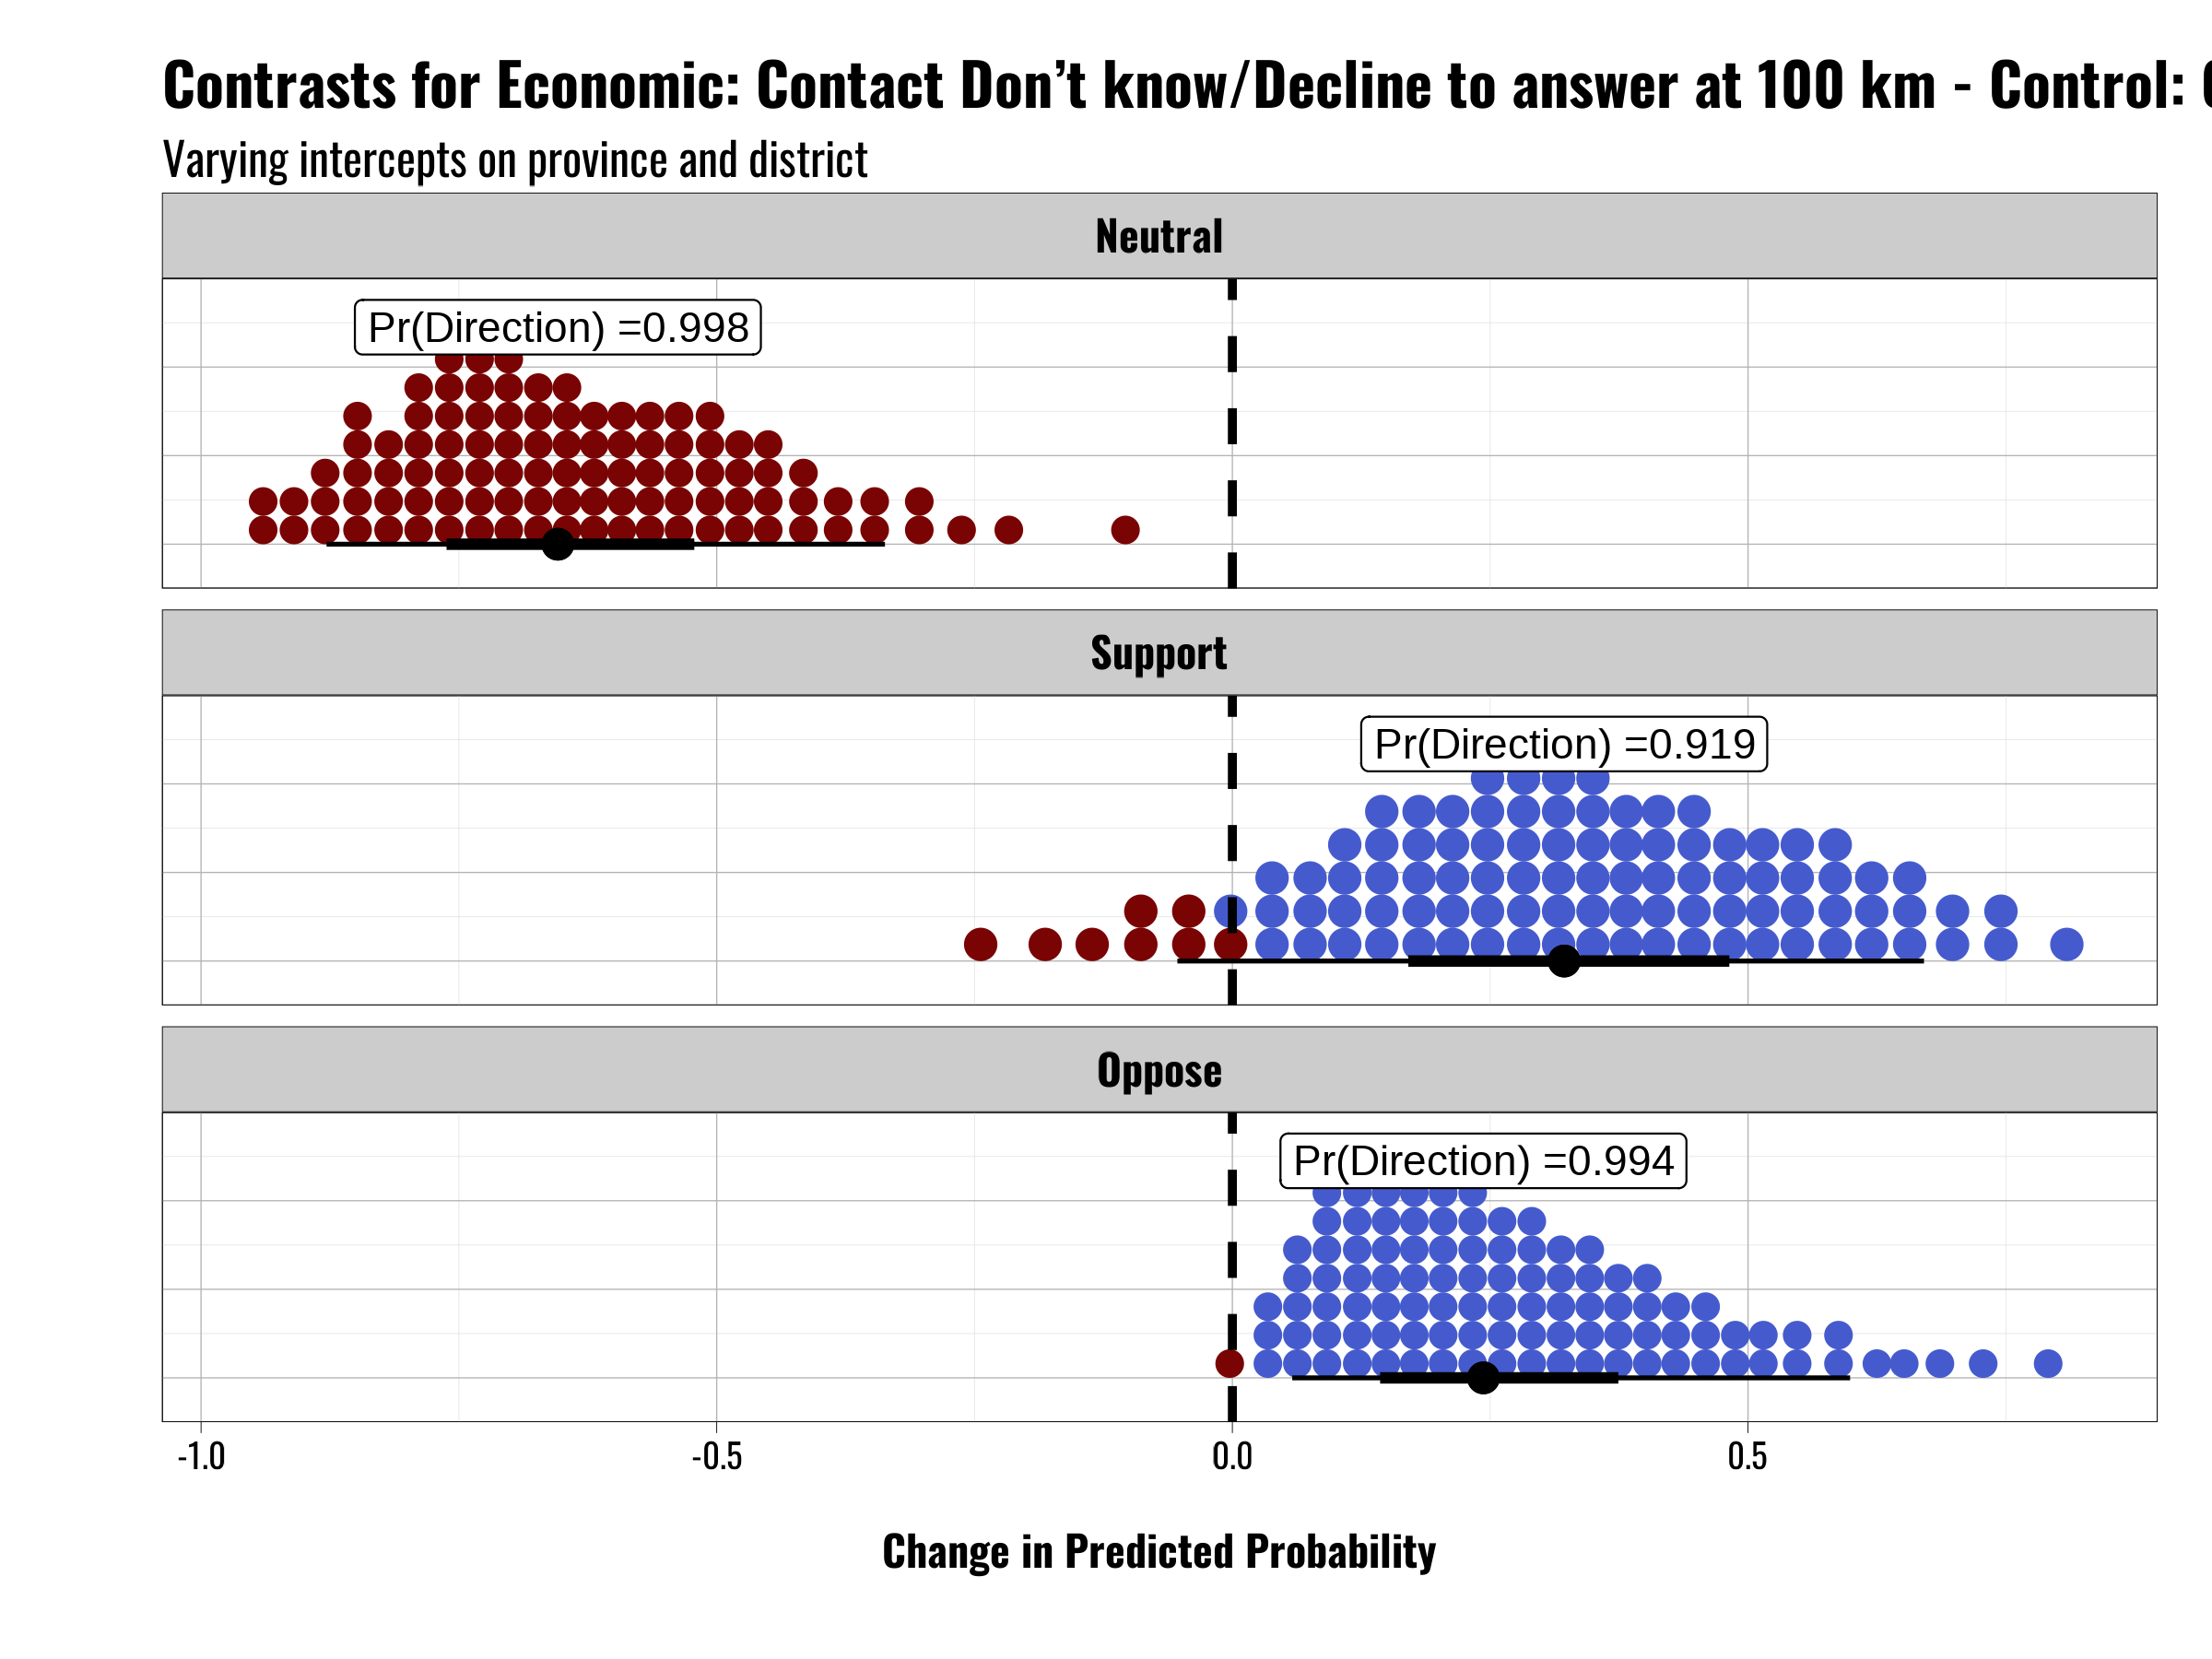 Contrasts for Economic: Contact Don’t know/Decline to answer at 100 km - Control:
Varying intercepts on province and district
Neutral
Pr(Direction) =0.998
Support
Pr(Direction) =0.919
Oppose
Pr(Direction) =0.994
-1.0 -0.5 0.0 0.5
Change in Predicted Probability